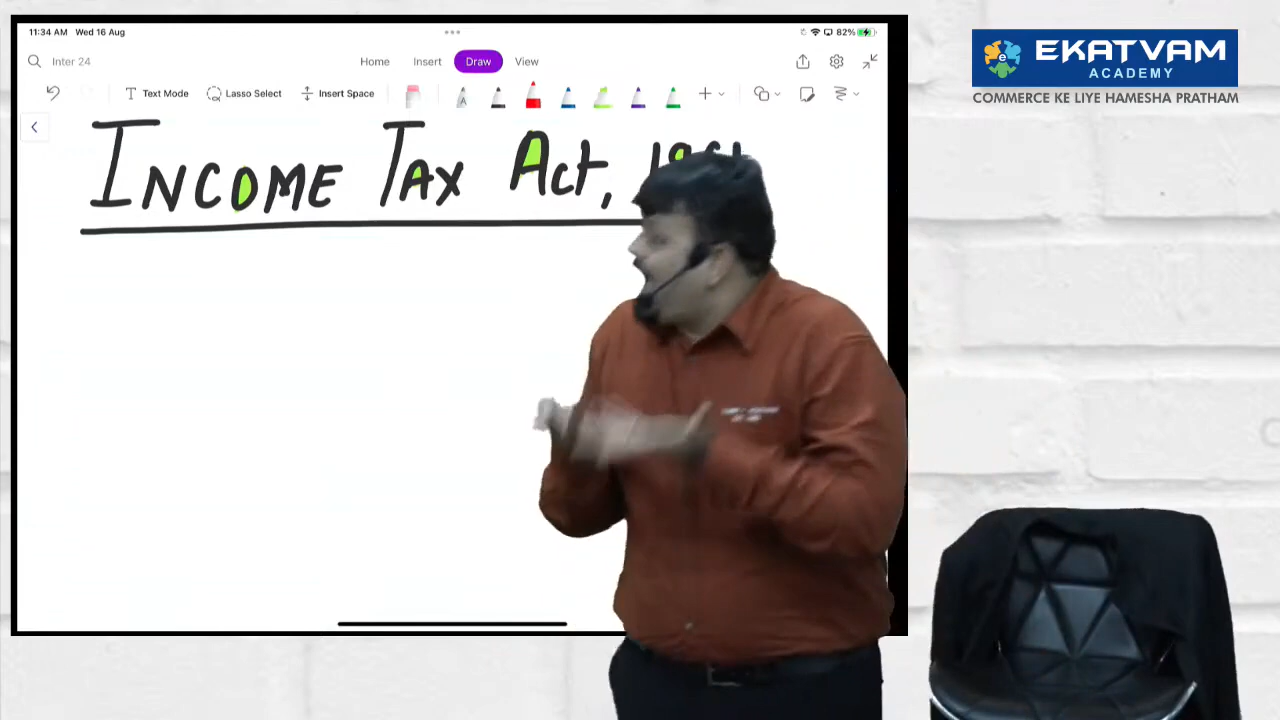 11:34 AM Wed 16 Aug
82%
Inter 24
Home Insert Draw View
Text Mode Lasso Select Insert Space
INCOME TAX Act,
EKATVAM
ACADEMY
COMMERCE KE LIYE HAMESHA PRATHAM